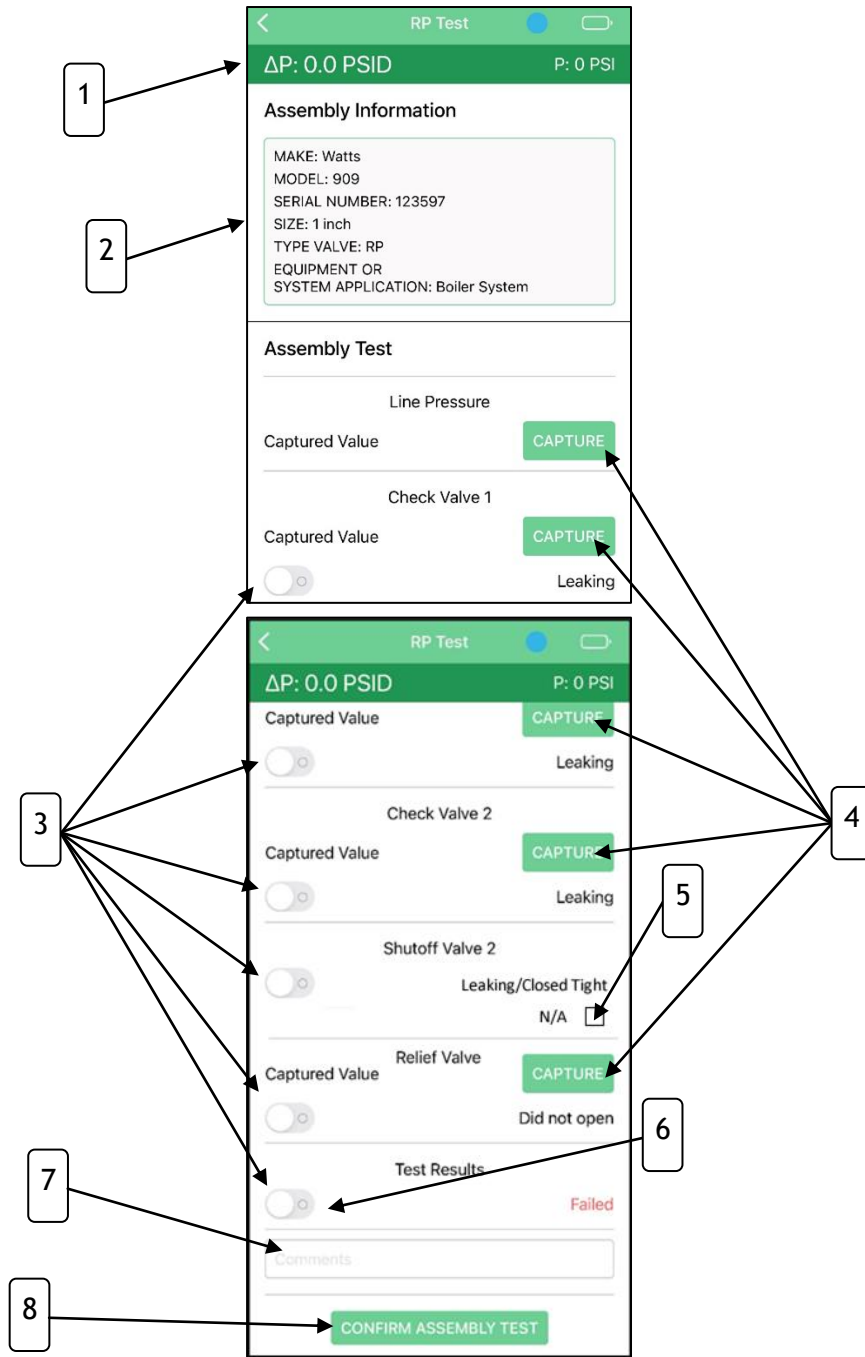 RP Test
ΔP: 0.0 PSID P: 0 PSI
1
Assembly Information
MAKE: Watts
MODEL: 909
SERIAL NUMBER: 123597
SIZE: 1 inch
TYPE VALVE: RP
EQUIPMENT OR
SYSTEM APPLICATION: Boiler System
2
Assembly Test
Line Pressure
Captured Value CAPTURE
Check Valve 1
Captured Value CAPTURE
Leaking
RP Test
ΔP: 0.0 PSID P: 0 PSI
Captured Value CAPTURE
Leaking
3
4
Check Valve 2
Captured Value CAPTURE
Leaking
5
Shutoff Valve 2
Leaking/Closed Tight
N/A
Relief Valve
Captured Value CAPTURE
Did not open
6
Test Results
7
Failed
Comments
8
CONFIRM ASSEMBLY TEST